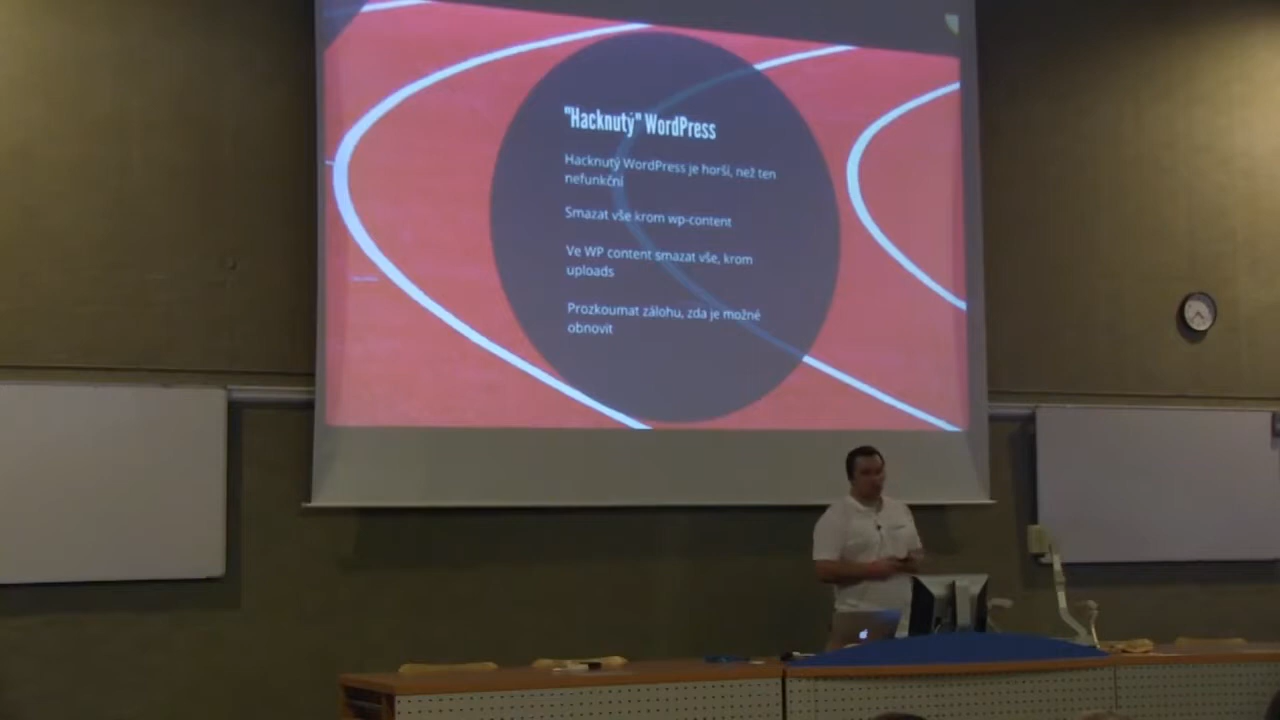 "Hacknutý" WordPress
Hacknutý WordPress je horší, než ten
nefunkční
Smazat vše krom wp-content
Ve WP content smazat vše, krom
uploads
Prozkoumat zálohu, zda je možné
obnovit